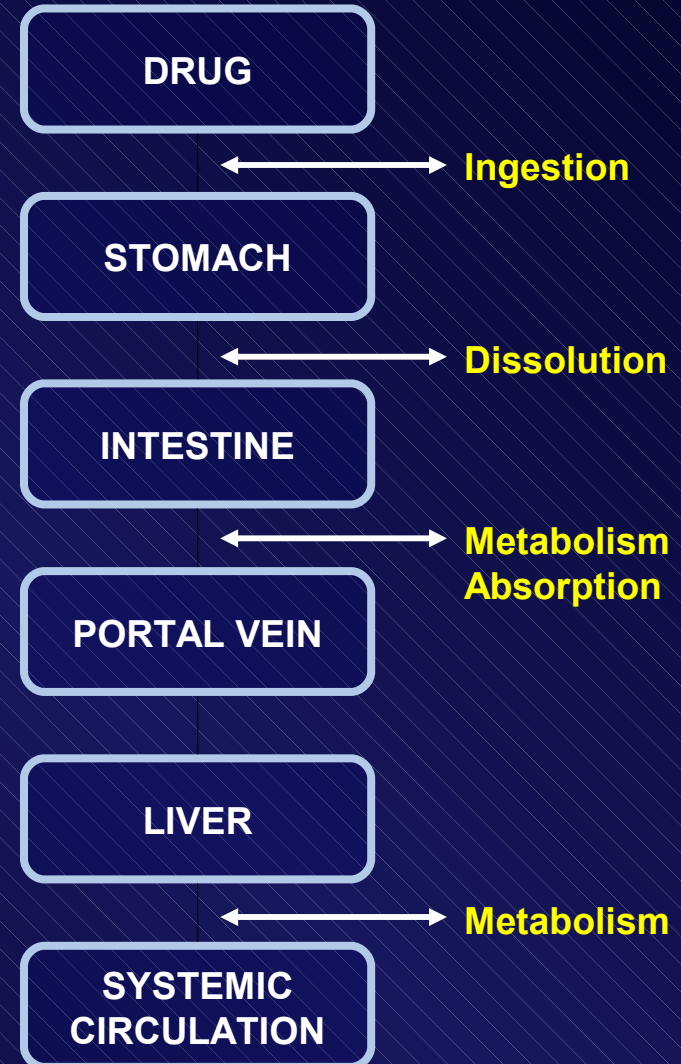 DRUG
Ingestion
STOMACH
Dissolution
INTESTINE
Metabolism
Absorption
PORTAL VEIN
LIVER
Metabolism
SYSTEMIC
CIRCULATION